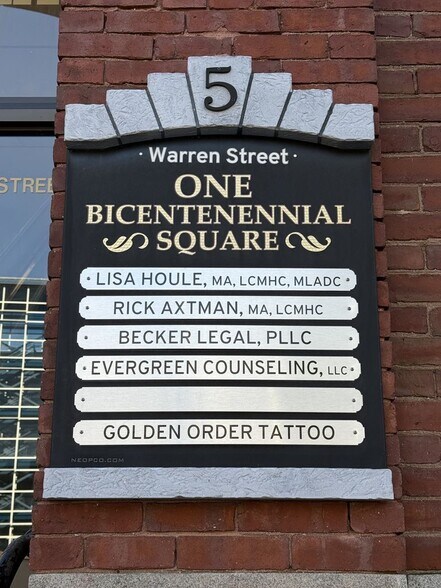 5
· Warren Street ·
ONE
BICENTENENNIAL
SQUARE
STREE
LISA HOULE, MA, LCMHC, MLADC
RICK AXTMAN, MA, LCMHC
BECKER LEGAL, PLLC
EVERGREEN COUNSELING, LLC
GOLDEN ORDER TATTOO
NEOPCO.COM